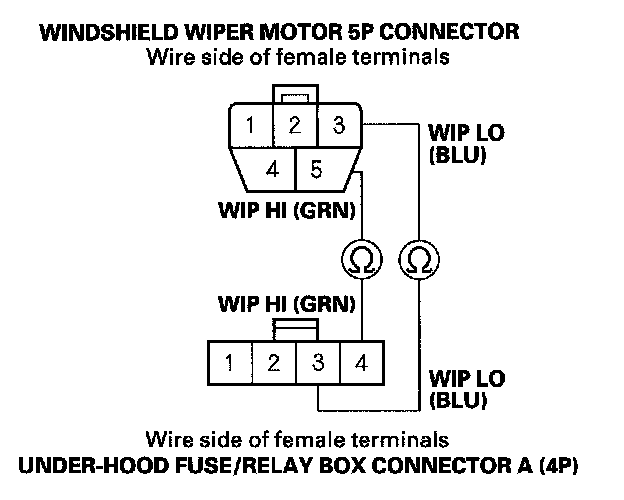 WINDSHIELD WIPER MOTOR 5P CONNECTOR
Wire side of female terminals
1 2 3
WIP LO
(BLU)
4 5
WIP HI (GRN)
Ω Ω
WIP HI (GRN)
1 2 3 4
WIP LO
(BLU)
Wire side of female terminals
UNDER-HOOD FUSE/RELAY BOX CONNECTOR A (4P)